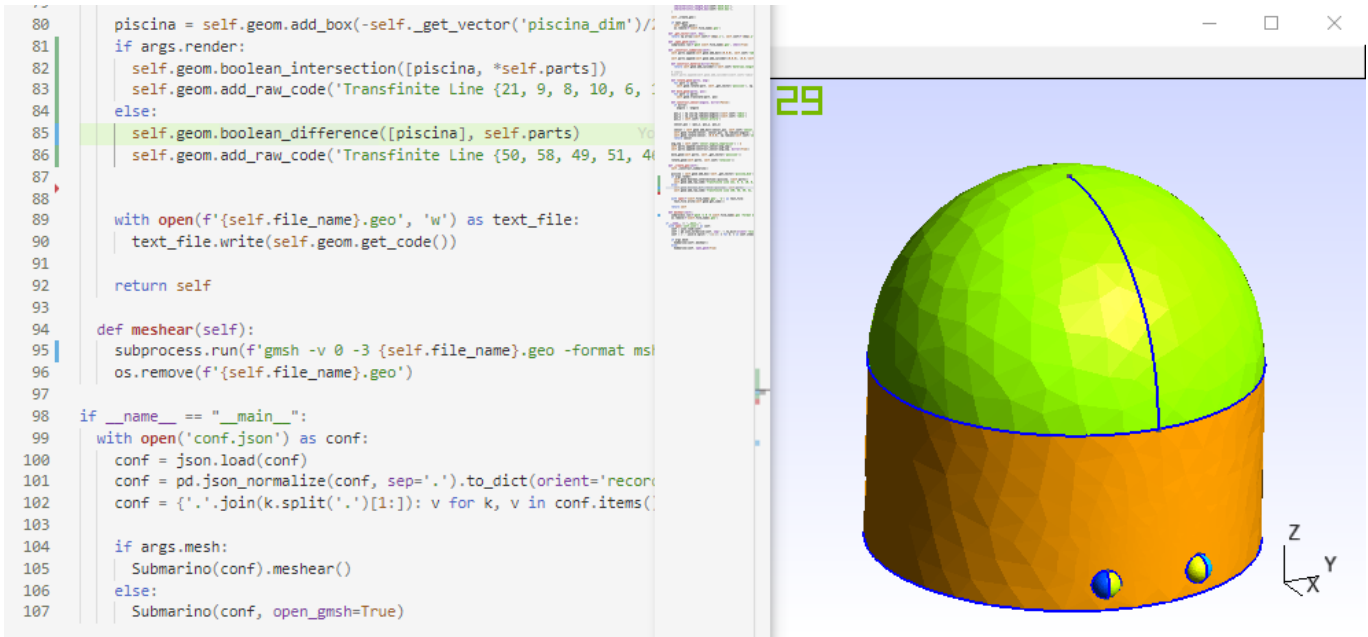 80 piscina = self.geom.add_box(-self._get_vector('piscina_dim')/
81 if args.render:
82 self.geom.boolean_intersection([piscina, *self.parts])
83 self.geom.add_raw_code('Transfinite Line {21, 9, 8, 10, 6,
84 else:
85 self.geom.boolean_difference([piscina], self.parts) Yo
86 self.geom.add_raw_code('Transfinite Line {50, 58, 49, 51, 4
87
88
89 with open(f'{self.file_name}.geo', 'w') as text_file:
90 text_file.write(self.geom.get_code())
91
92 return self
93
94 def meshear(self):
95 subprocess.run(f'gmsh -v 0 -3 {self.file_name}.geo -format msh
96 os.remove(f'{self.file_name}.geo')
97
98 if __name__ == "__main__":
99 with open('conf.json') as conf:
100 conf = json.load(conf)
101 conf = pd.json_normalize(conf, sep='.').to_dict(orient='record
102 conf = {'.'.join(k.split('.')[1:]): v for k, v in conf.items()
103
104 if args.mesh:
105 Submarino(conf).meshear()
106 else:
107 Submarino(conf, open_gmsh=True)
29
Z
Y
X